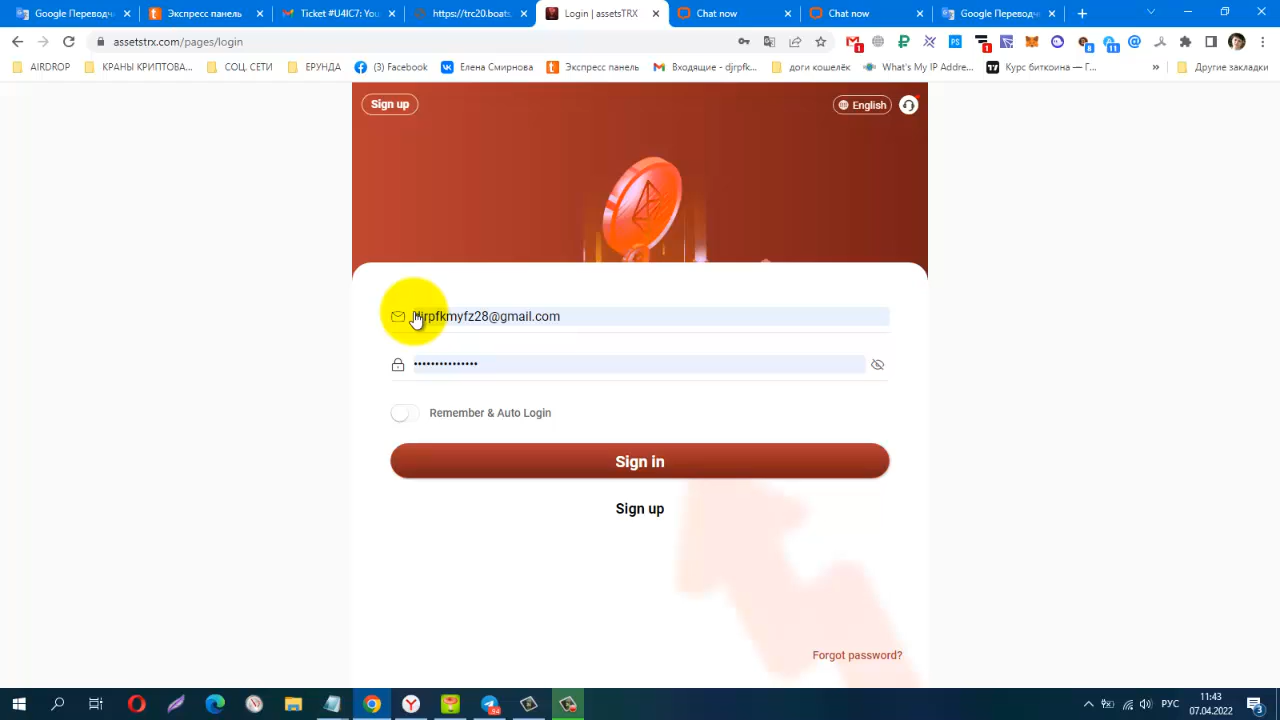 Google Переводч
Экспресс панель
Ticket #U4IC7: You
https://trc20.boats
Login | assetsTRX
Chat now
Chat now
Google Переводч
assetstrx.com/pages/login
AIRDROP
КРАНЫ КРИПТОВА...
СОЦ. СЕТИ
ЕРУНДА
(3) Facebook
Елена Смирнова
Экспресс панель
Входящие - djrpfk...
доги кошелёк
What's My IP Addre...
Курс биткоина — Г...
»
Другие закладки
Sign up
English
djrpfkmyfz28@gmail.com
•••••••••••••••
Remember & Auto Login
Sign in
Sign up
Forgot password?
РУС
11:43
07.04.2022